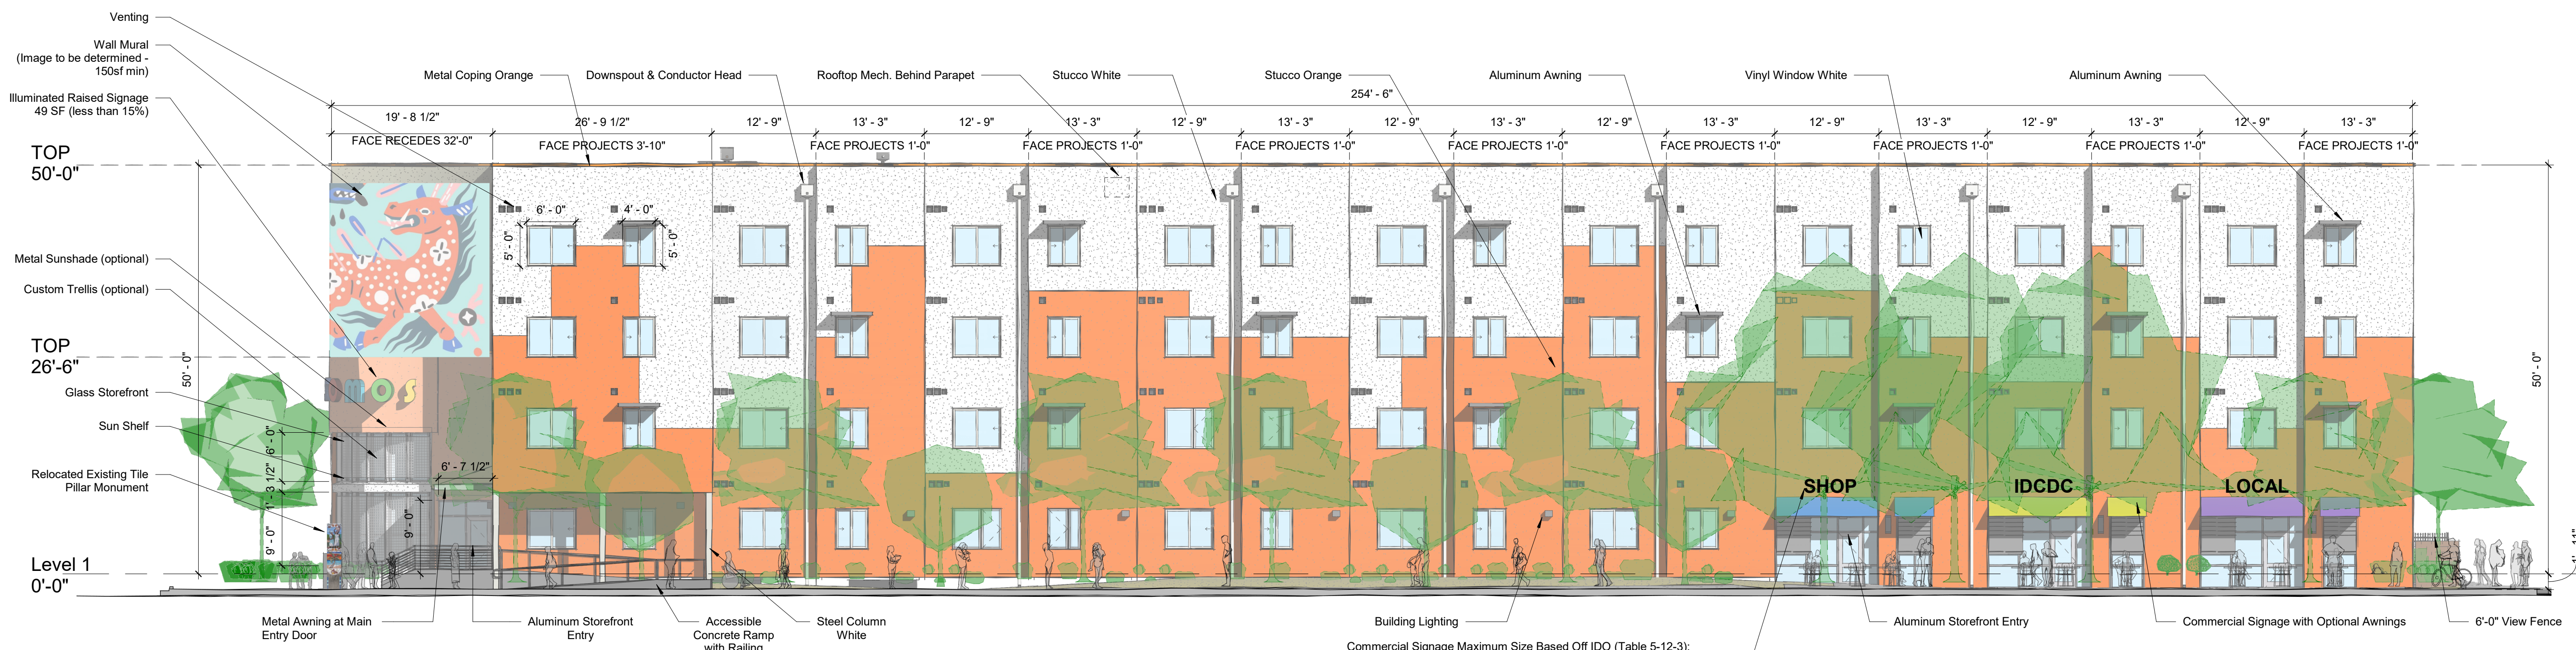 Venting
Wall Mural
(Image to be determined -
150sf min)
Illuminated Raised Signage
49 SF (less than 15%)
Metal Coping Orange
Downspout & Conductor Head
Rooftop Mech. Behind Parapet
Stucco White
Stucco Orange
Aluminum Awning
Vinyl Window White
Aluminum Awning
254' - 6"
19' - 8 1/2"
26' - 9 1/2"
12' - 9"
13' - 3"
12' - 9"
13' - 3"
12' - 9"
13' - 3"
12' - 9"
13' - 3"
12' - 9"
13' - 3"
12' - 9"
13' - 3"
12' - 9"
13' - 3"
12' - 9"
13' - 3"
FACE RECEDES 32'-0"
FACE PROJECTS 3'-10"
FACE PROJECTS 1'-0"
FACE PROJECTS 1'-0"
FACE PROJECTS 1'-0"
FACE PROJECTS 1'-0"
FACE PROJECTS 1'-0"
FACE PROJECTS 1'-0"
FACE PROJECTS 1'-0"
FACE PROJECTS 1'-0"
TOP
50'-0"
6' - 0"
4' - 0"
5' - 0"
5' - 0"
Metal Sunshade (optional)
Custom Trellis (optional)
TOP
26'-6"
50' - 0"
50' - 0"
Glass Storefront
Sun Shelf
6' - 0"
6' - 7 1/2"
Relocated Existing Tile
Pillar Monument
1' - 3 1/2"
9' - 0"
9' - 0"
SHOP
IDCDC
LOCAL
Level 1
0'-0"
Metal Awning at Main
Entry Door
Aluminum Storefront
Entry
Accessible
Concrete Ramp
with Railing
Steel Column
White
Building Lighting
Aluminum Storefront Entry
Commercial Signage with Optional Awnings
6'-0" View Fence
Commercial Signage Maximum Size Based Off IDO (Table 5-12-3):